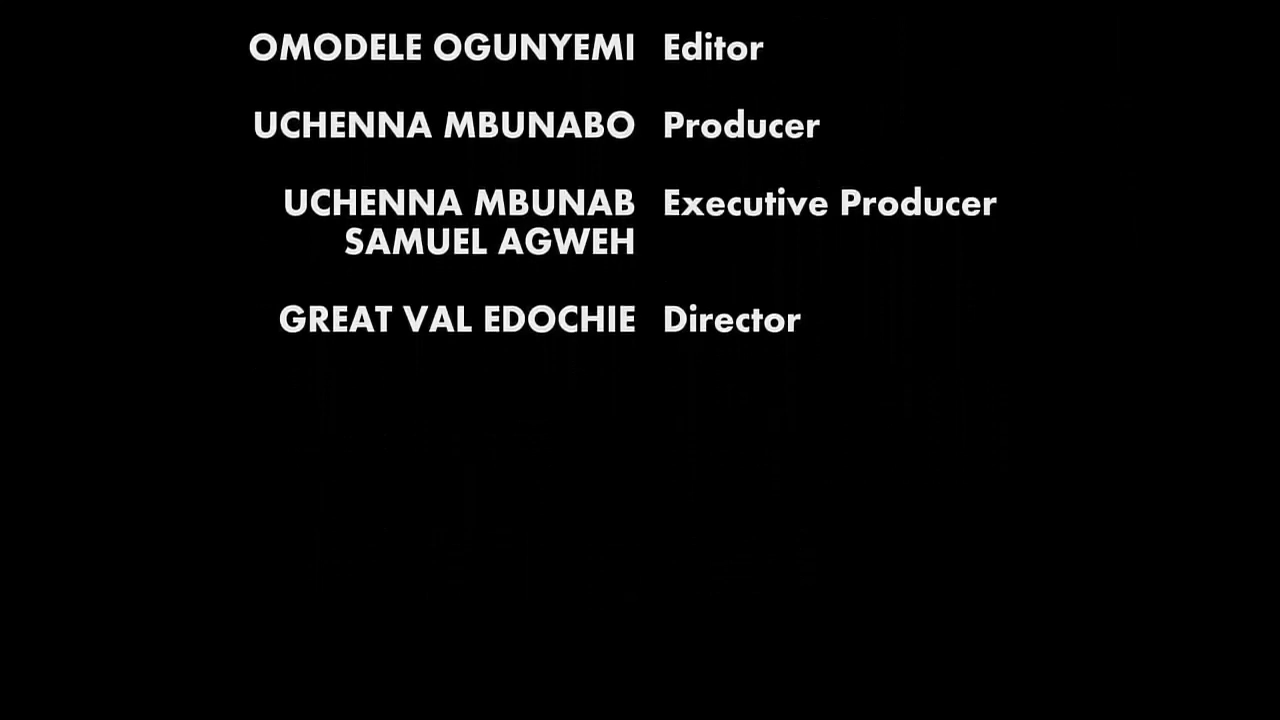 OMODELE OGUNYEMI Editor
UCHENNA MBUNABO Producer
UCHENNA MBUNAB Executive Producer
SAMUEL AGWEH
GREAT VAL EDOCHIE Director